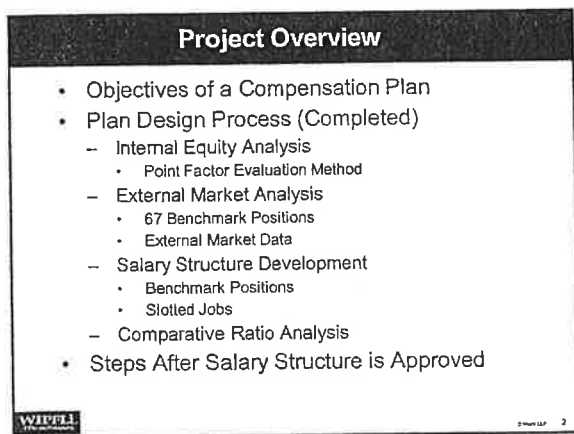 Project Overview
• Objectives of a Compensation Plan
• Plan Design Process (Completed)
– Internal Equity Analysis
• Point Factor Evaluation Method
– External Market Analysis
• 67 Benchmark Positions
• External Market Data
– Salary Structure Development
• Benchmark Positions
• Slotted Jobs
– Comparative Ratio Analysis
• Steps After Salary Structure is Approved
WIPFLI
2